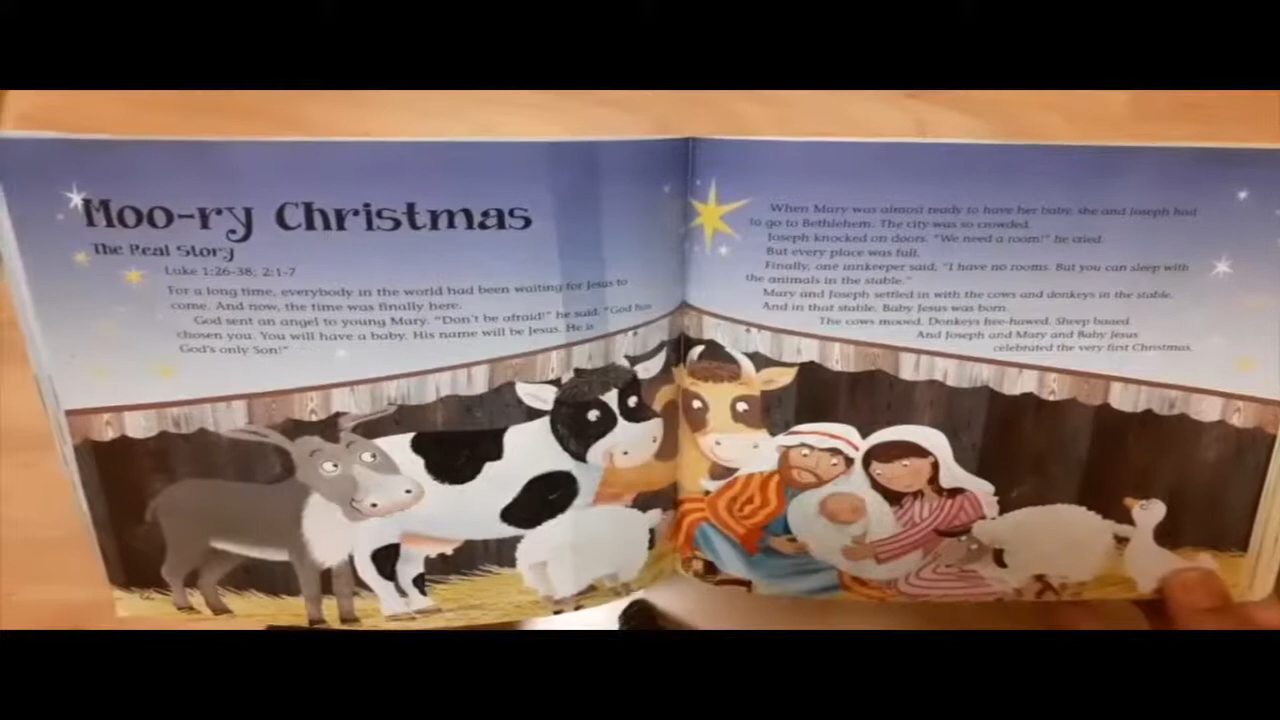 Moo-ry Christmas
The Real Story
Luke 1:26-38; 2:1-7
For a long time, everybody in the world had been waiting for Jesus to
come. And now, the time was finally here.
God sent an angel to young Mary. "Don't be afraid!" he said. "God has
chosen you. You will have a baby. His name will be Jesus. He is
God's only Son!"
When Mary was almost ready to have her baby, she and Joseph had
to go to Bethlehem. The city was so crowded.
Joseph knocked on doors. "We need a room!" he cried.
But every place was full.
Finally, one innkeeper said, "I have no rooms. But you can sleep with
the animals in the stable."
Mary and Joseph settled in with the cows and donkeys in the stable.
And in that stable, Baby Jesus was born.
The cows mooed. Donkeys hee-hawed. Sheep baaed.
And Joseph and Mary and Baby Jesus
celebrated the very first Christmas.